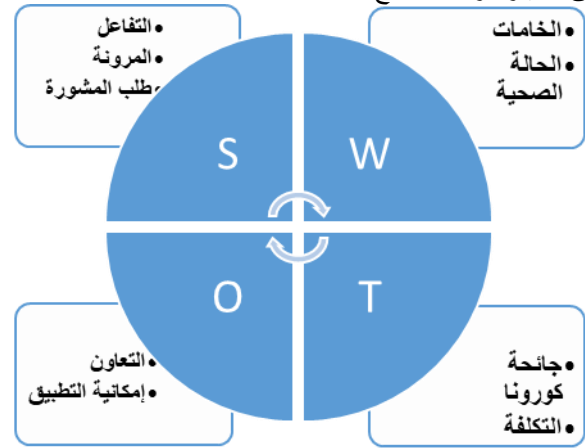 • التفاعل
• المرونة
• طلب المشورة
• الخامات
• الحالة
الصحية
S
W
O
T
• التعاون
• إمكانية التطبيق
• جائحة
كورونا
• التكلفة